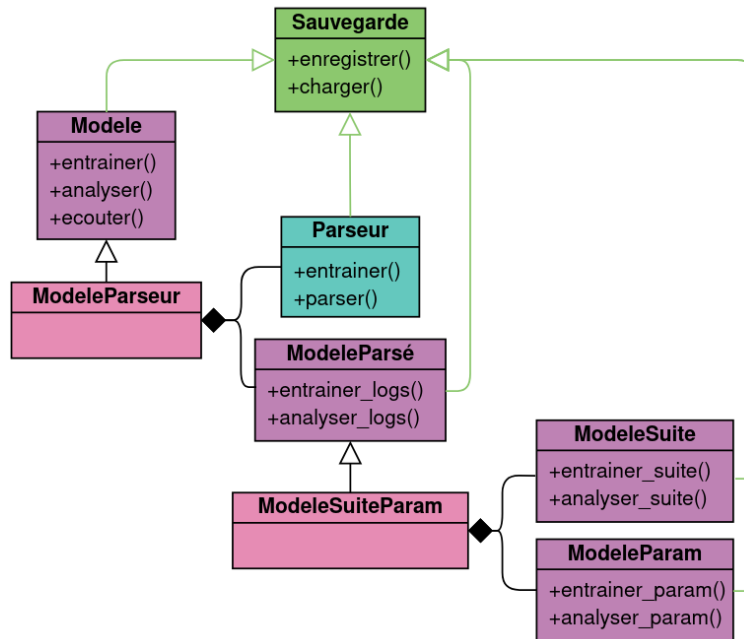 Sauvegarde
+enregistrer()
+charger()
Modele
+entrainer()
+analyser()
+ecouter()
Parseur
+entrainer()
+parser()
ModeleParseur
ModeleParsé
+entrainer_logs()
+analyser_logs()
ModeleSuite
+entrainer_suite()
+analyser_suite()
ModeleSuiteParam
ModeleParam
+entrainer_param()
+analyser_param()